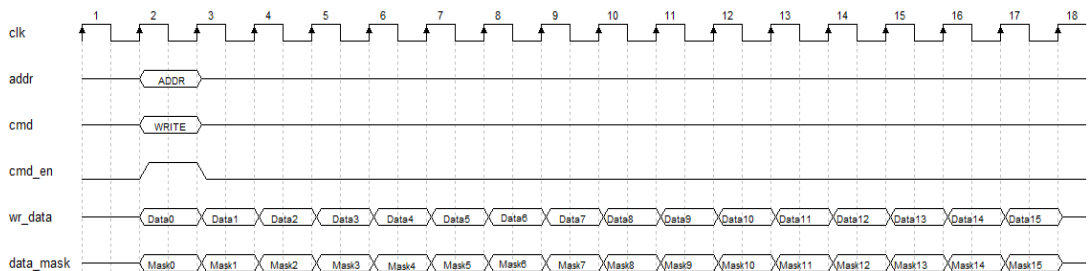 1 2 3 4 5 6 7 8 9 10 11 12 13 14 15 16 17 18
clk
addr ADDR
cmd WRITE
cmd_en
wr_data Data0 Data1 Data2 Data3 Data4 Data5 Data6 Data7 Data8 Data9 Data10 Data11 Data12 Data13 Data14 Data15
data_mask Mask0 Mask1 Mask2 Mask3 Mask4 Mask5 Mask6 Mask7 Mask8 Mask9 Mask10 Mask11 Mask12 Mask13 Mask14 Mask15